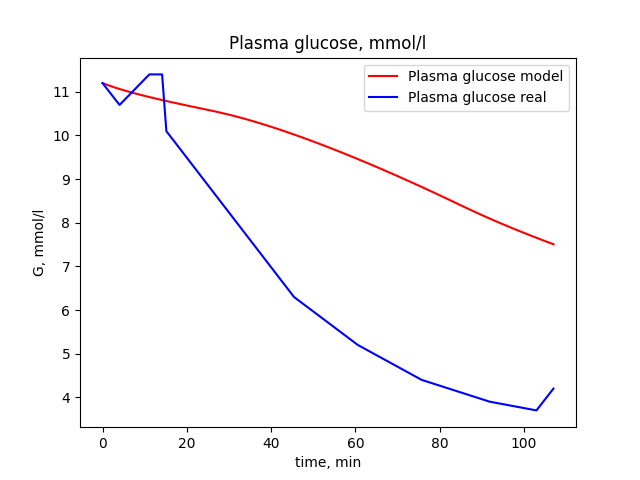 Plasma glucose, mmol/l
Plasma glucose model
Plasma glucose real
G, mmol/l
11
10
9
8
7
6
5
4
0 20 40 60 80 100
time, min